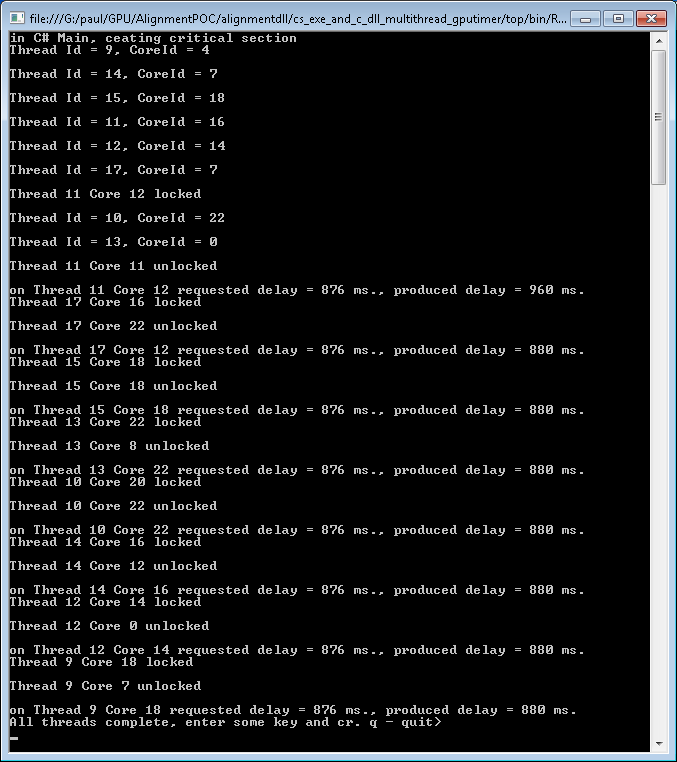 file:///G:/paul/GPU/AlignmentPOC/alignmentdll/cs_exe_and_c_dll_multithread_gputimer/top/bin/R...
in C# Main, ceating critical section
Thread Id = 9, CoreId = 4
Thread Id = 14, CoreId = 7
Thread Id = 15, CoreId = 18
Thread Id = 11, CoreId = 16
Thread Id = 12, CoreId = 14
Thread Id = 17, CoreId = 7
Thread 11 Core 12 locked
Thread Id = 10, CoreId = 22
Thread Id = 13, CoreId = 0
Thread 11 Core 11 unlocked
on Thread 11 Core 12 requested delay = 876 ms., produced delay = 960 ms.
Thread 17 Core 16 locked
Thread 17 Core 22 unlocked
on Thread 17 Core 12 requested delay = 876 ms., produced delay = 880 ms.
Thread 15 Core 18 locked
Thread 15 Core 18 unlocked
on Thread 15 Core 18 requested delay = 876 ms., produced delay = 880 ms.
Thread 13 Core 22 locked
Thread 13 Core 8 unlocked
on Thread 13 Core 22 requested delay = 876 ms., produced delay = 880 ms.
Thread 10 Core 20 locked
Thread 10 Core 22 unlocked
on Thread 10 Core 22 requested delay = 876 ms., produced delay = 880 ms.
Thread 14 Core 16 locked
Thread 14 Core 12 unlocked
on Thread 14 Core 16 requested delay = 876 ms., produced delay = 880 ms.
Thread 12 Core 14 locked
Thread 12 Core 0 unlocked
on Thread 12 Core 14 requested delay = 876 ms., produced delay = 880 ms.
Thread 9 Core 18 locked
Thread 9 Core 7 unlocked
on Thread 9 Core 18 requested delay = 876 ms., produced delay = 880 ms.
All threads complete, enter some key and cr. q - quit>